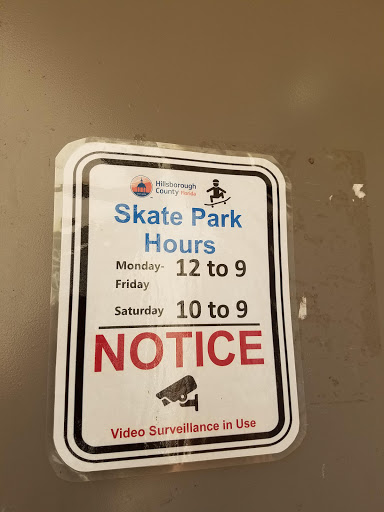 Hillsborough
County Florida
Skate Park
Hours
Monday- 12 to 9
Friday
Saturday 10 to 9
NOTICE
Video Surveillance in Use